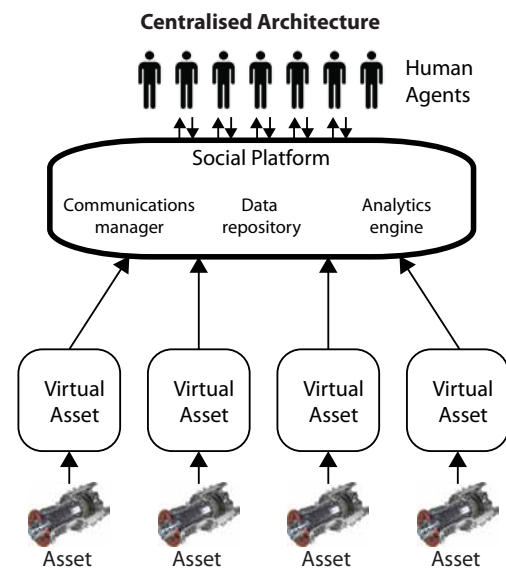 Centralised Architecture
Human
Agents
Social Platform
Communications
manager
Data
repository
Analytics
engine
Virtual
Asset
Virtual
Asset
Virtual
Asset
Virtual
Asset
Asset
Asset
Asset
Asset